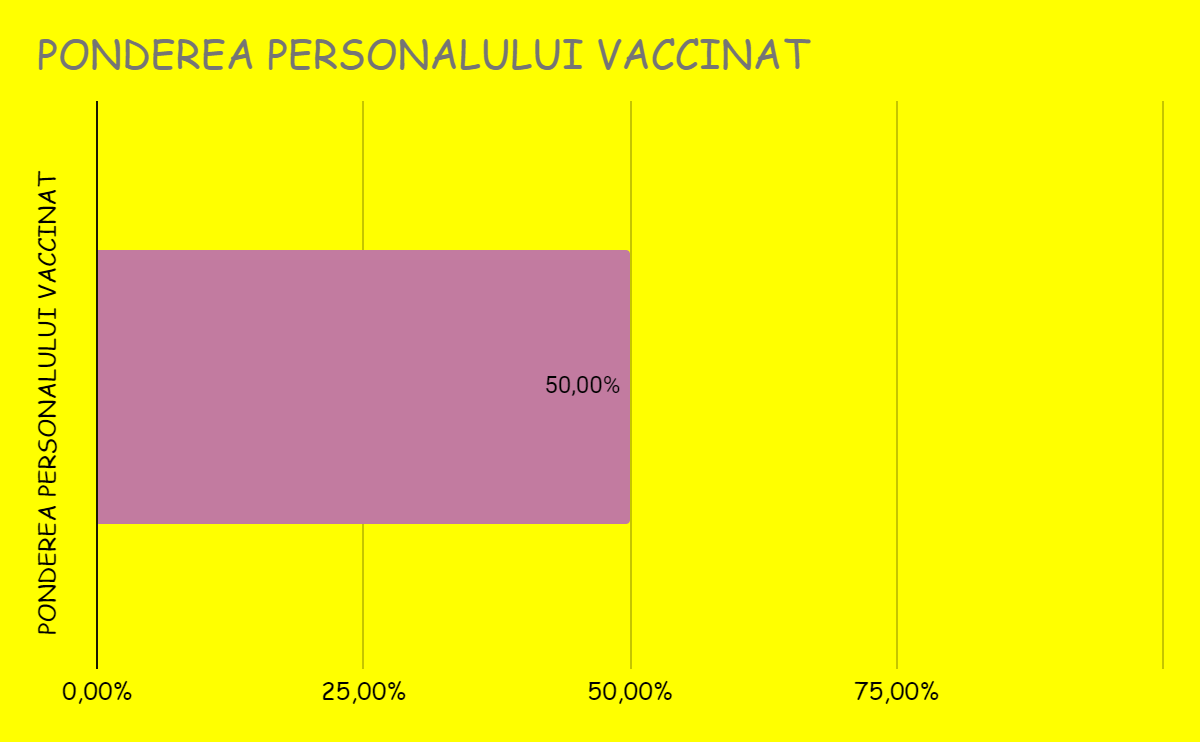 PONDEREA PERSONALULUI VACCINAT
PONDEREA PERSONALULUI VACCINAT
50,00%
0,00%
25,00%
50,00%
75,00%